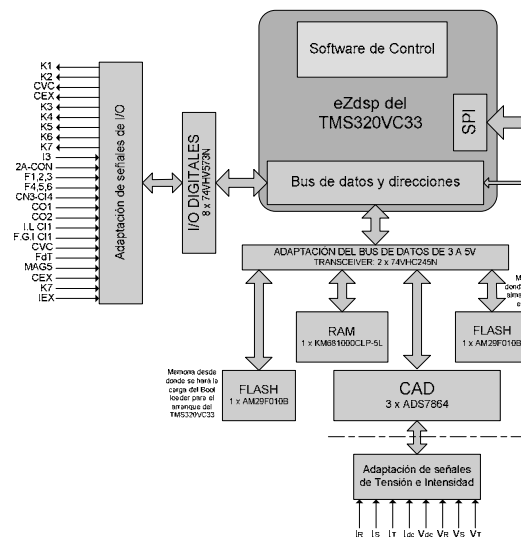 Software de Control
eZdsp del
TMS320VC33
SPI
Bus de datos y direcciones
K1
K2
CVC
CEX
K3
K4
K5
K6
K7
I3
2A-CON
F1,2,3
F4,5,6
CN3-CI4
CO1
CO2
I.L CI1
F.G.I CI1
CVC
FdT
MAG5
CEX
K7
IEX
Adaptación de señales de I/O
I/O DIGITALES
8 x 74VHV573N
ADAPTACIÓN DEL BUS DE DATOS DE 3 A 5V
TRANSCEIVER: 2 x 74VHC245N
RAM
1 x KM681000CLP-5L
FLASH
1 x AM29F010B
Memoria desde
donde se hará la
carga del Boot
loader para el
arranque del
TMS320VC33
FLASH
1 x AM29F010B
CAD
3 x ADS7864
Adaptación de señales
de Tensión e Intensidad
IR IS IT Idc Vdc VR VS VT